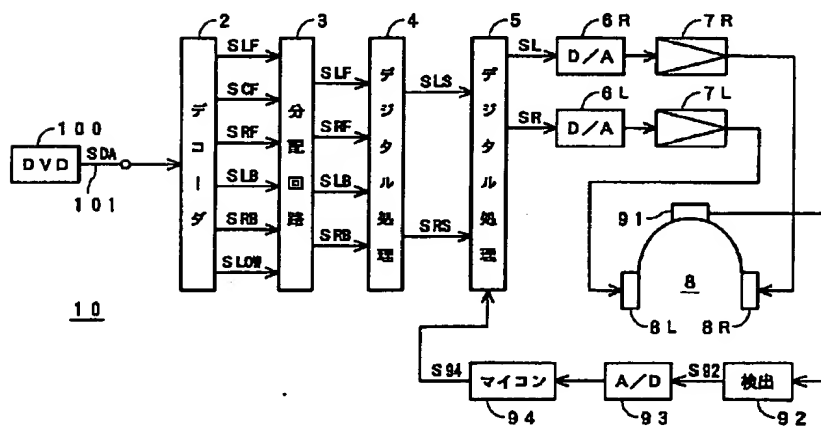 2
3
4
5
6R
7R
SLF
SL
D/A
SCF
SLF
SLS
6L
7L
SRF
SRF
SR
D/A
100
DVD
SDA
101
デコーダ
分配回路
デジタル処理
デジタル処理
SLB
SLB
SRB
SRB
SRS
SLOW
91
8
8L
8R
10
S94
マイコン
94
A/D
93
S92
検出
92